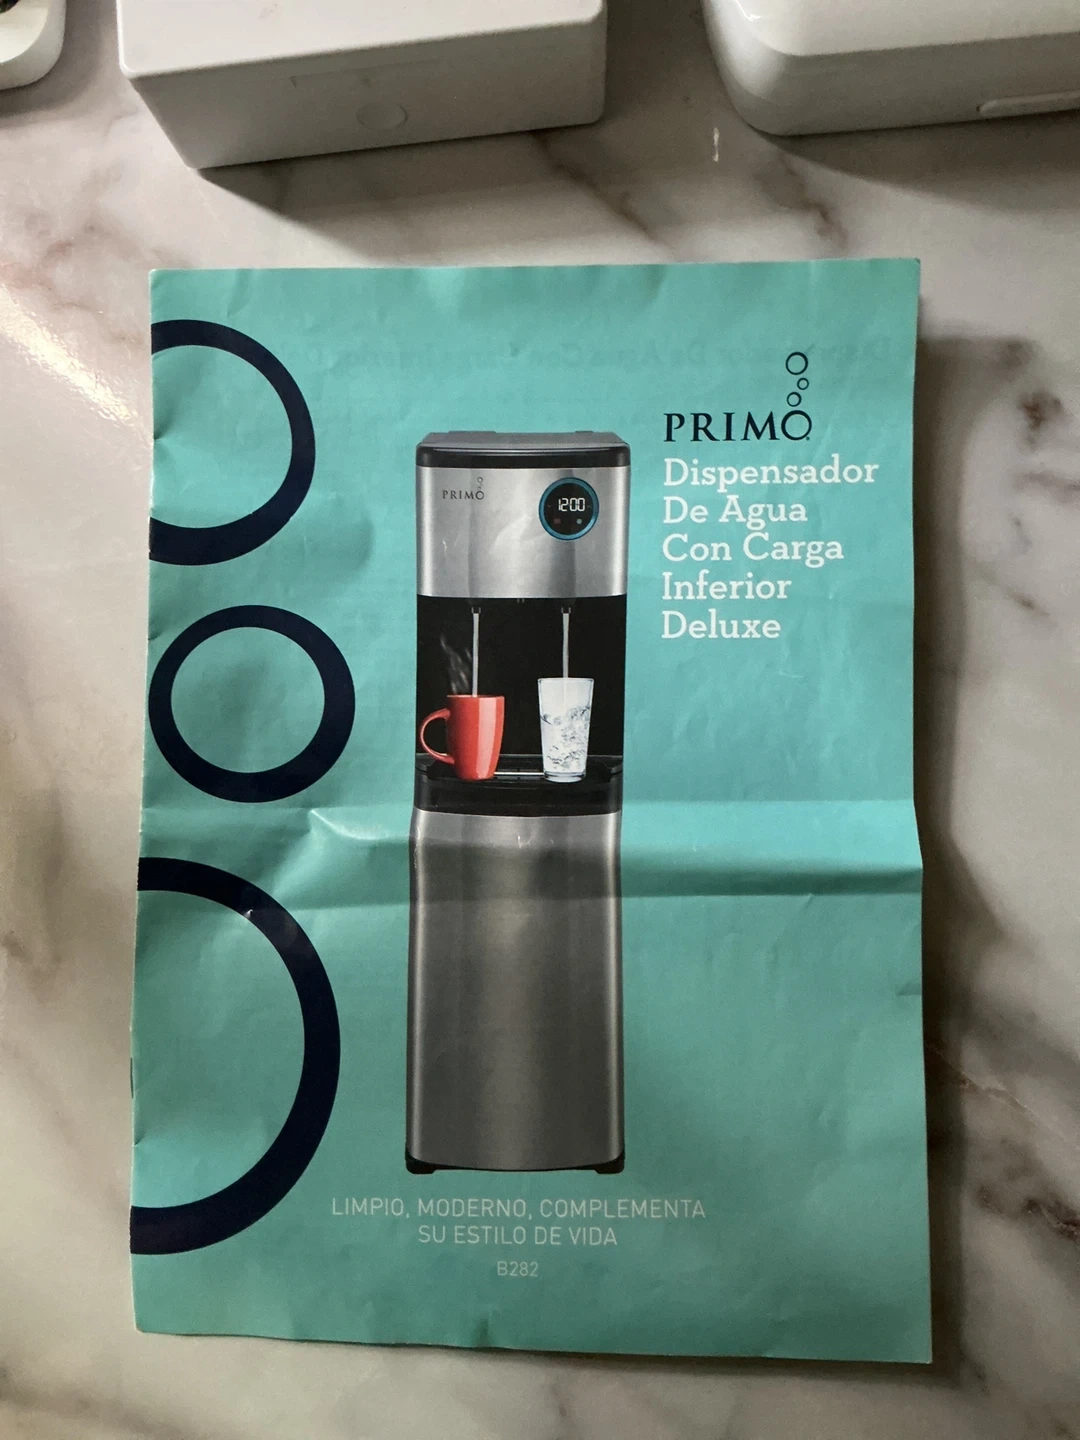 PRIMO
Dispensador
De Agua
Con Carga
Inferior
Deluxe
PRIMO
1200
LIMPIO, MODERNO, COMPLEMENTA
SU ESTILO DE VIDA
B282